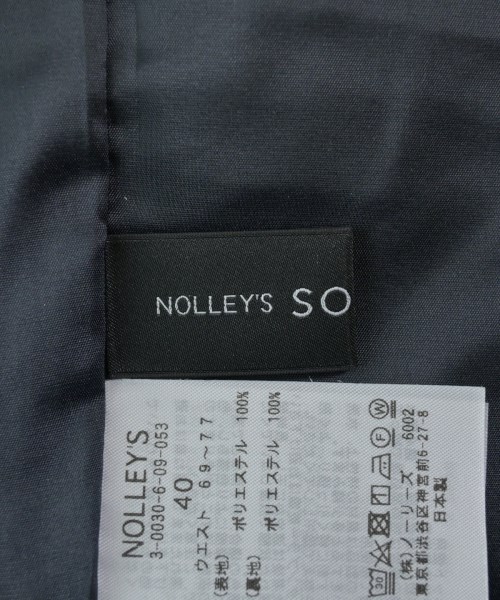 NOLLEY'S SO
NOLLEY'S
3-0030-6-09-053
40
ウエスト 69~77
(表地) ポリエステル 100%
(裏地) ポリエステル 100%
30 1 F W
(株)ノーリーズ 6002
東京都渋谷区神宮前6-27-8
日本製